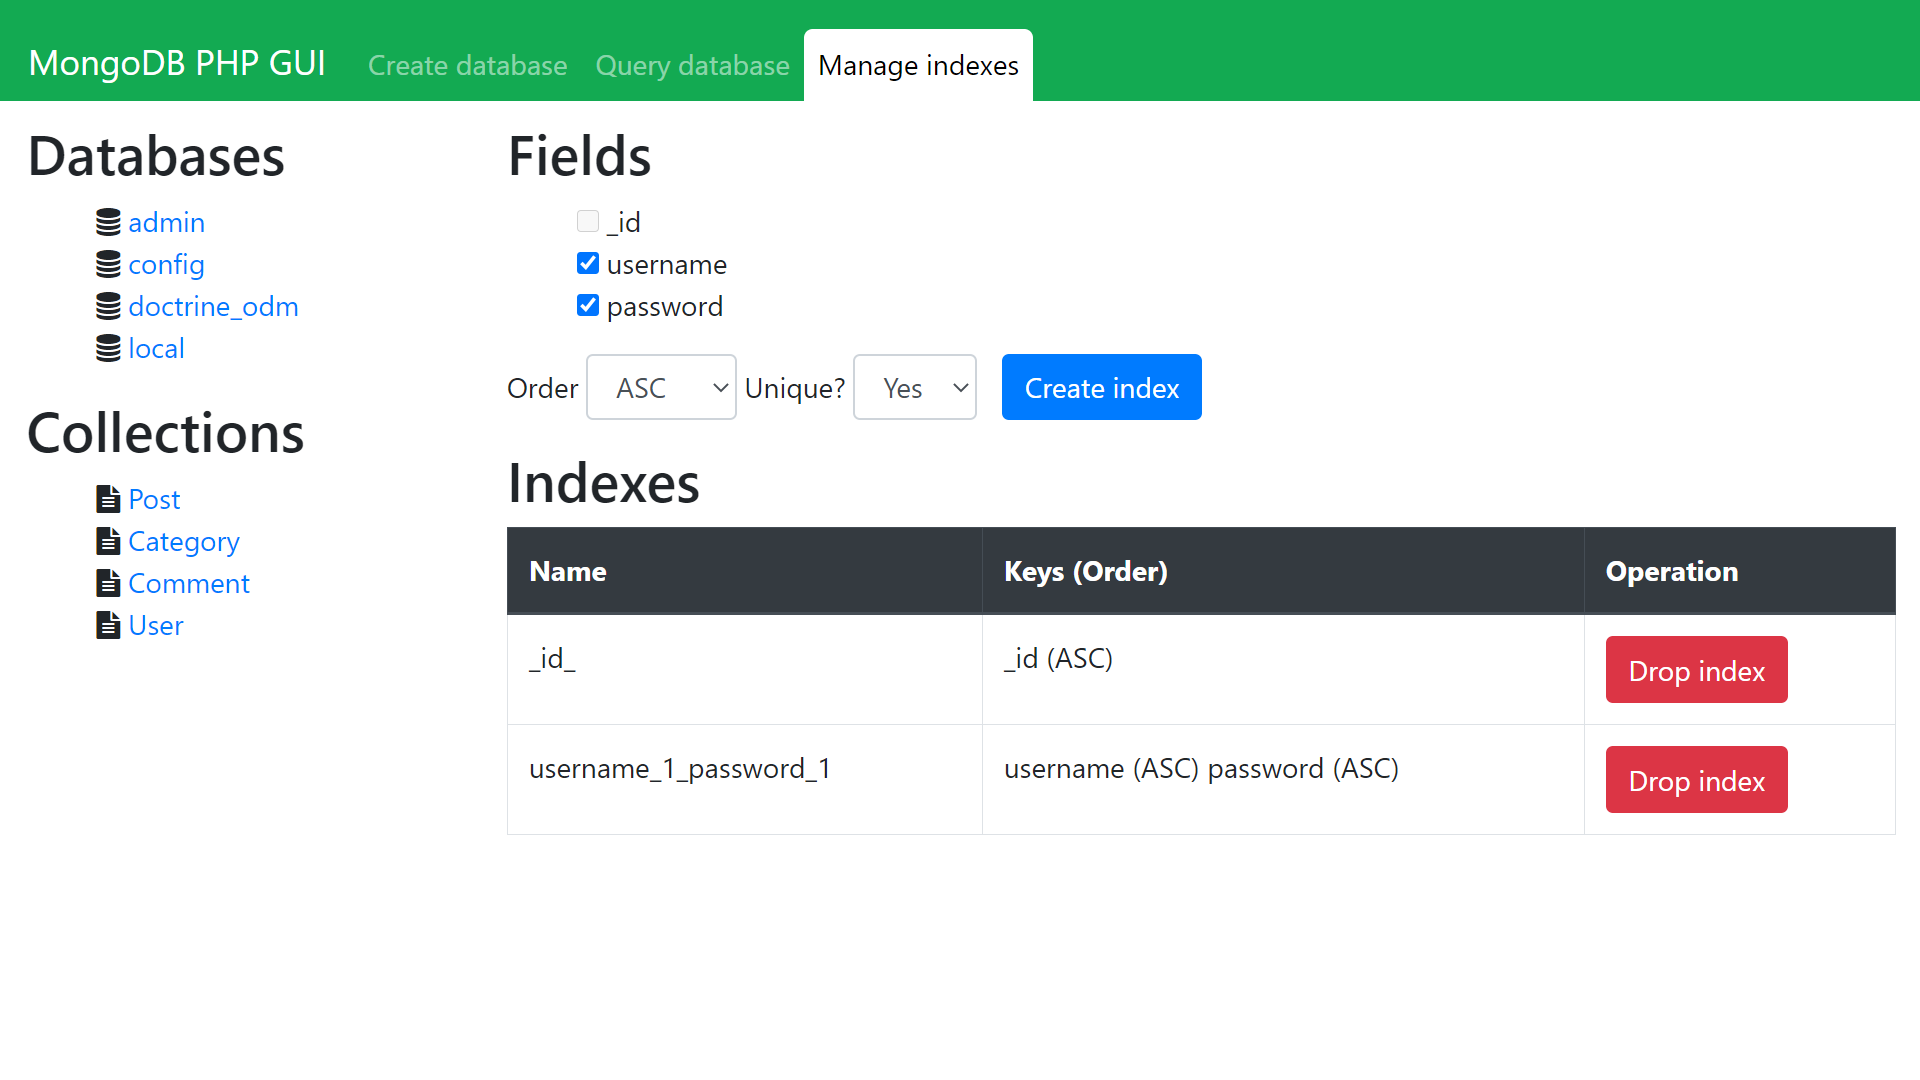 MongoDB PHP GUI Create database Query database Manage indexes
Databases
admin
config
doctrine_odm
local
Collections
Post
Category
Comment
User
Fields
_id
username
password
Order ASC Unique? Yes Create index
Indexes
Name Keys (Order) Operation
_id_ _id (ASC) Drop index
username_1_password_1 username (ASC) password (ASC) Drop index